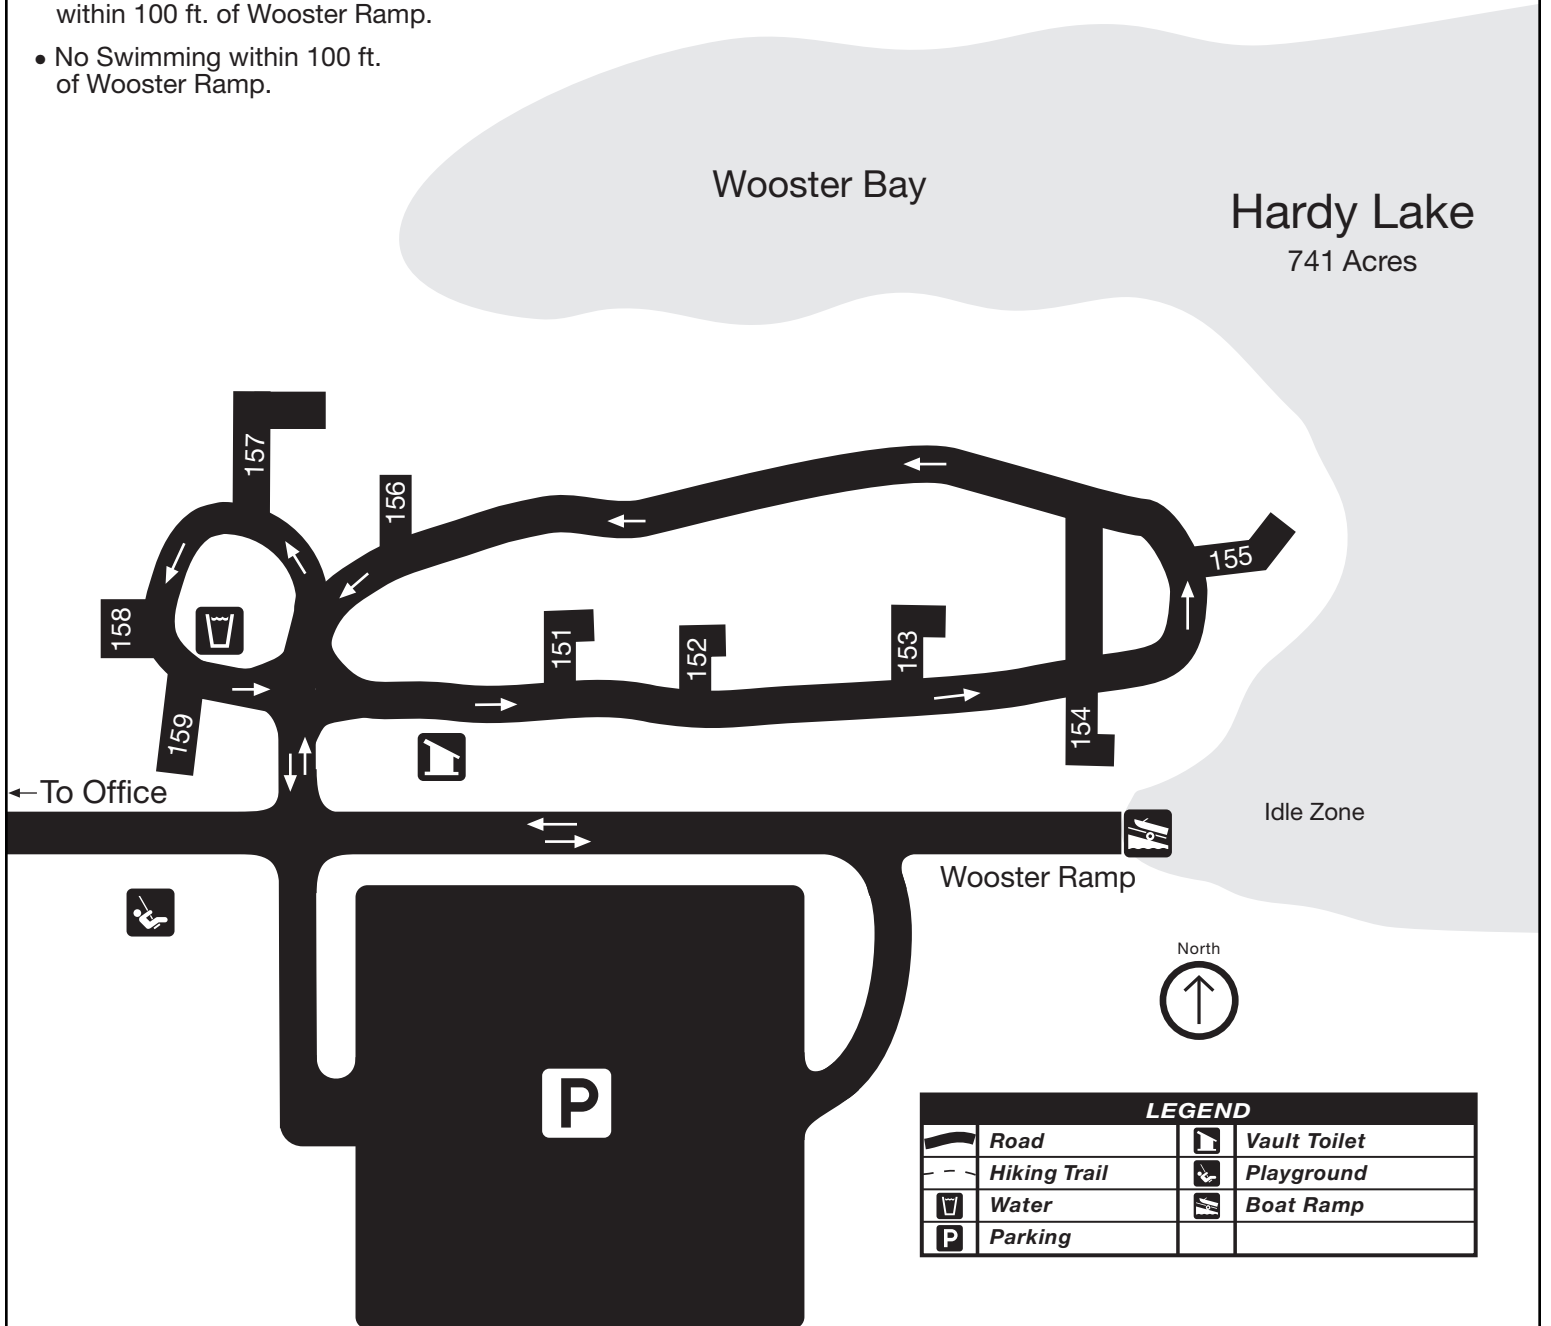 within 100 ft. of Wooster Ramp.
• No Swimming within 100 ft.
of Wooster Ramp.
Wooster Bay
Hardy Lake
741 Acres
157
156
155
158
151
152
153
154
159
←To Office
Idle Zone
Wooster Ramp
North
P
LEGEND
Road
Vault Toilet
Hiking Trail
Playground
Water
Boat Ramp
P
Parking